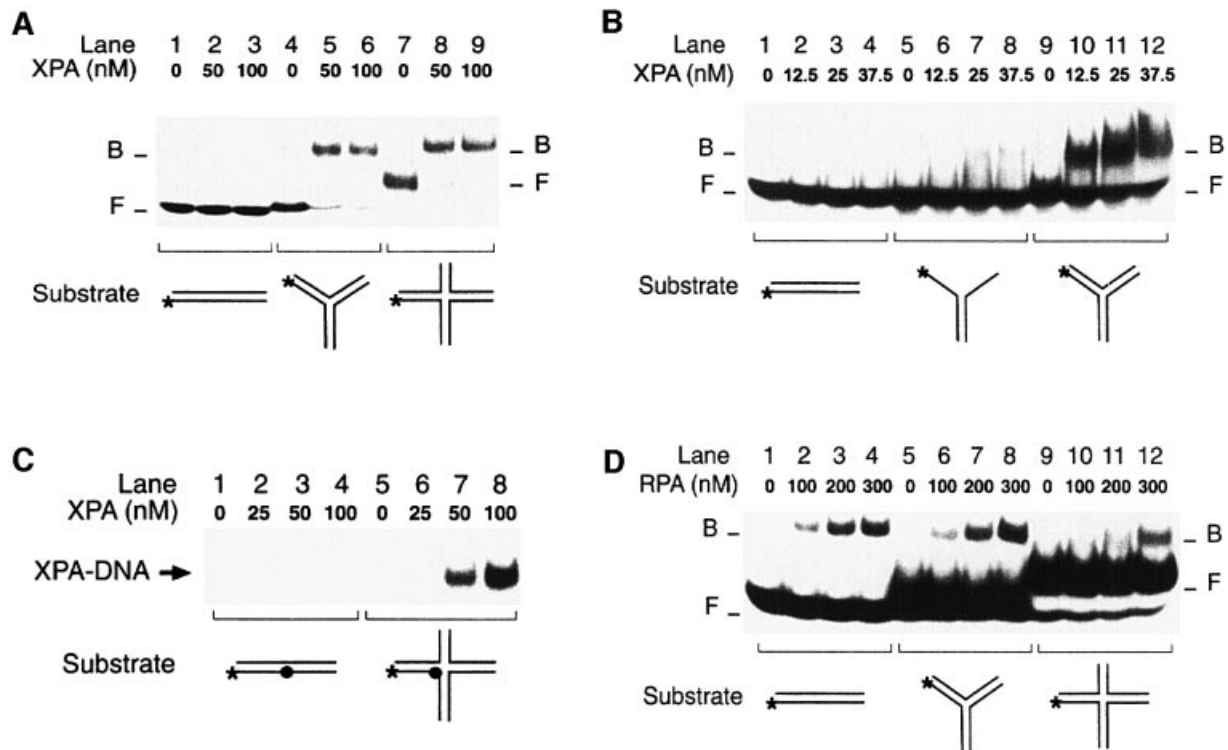 A
Lane 1 2 3 4 5 6 7 8 9
XPA (nM) 0 50 100 0 50 100 0 50 100
B – – B
– F
F –
Substrate * * *
B
Lane 1 2 3 4 5 6 7 8 9 10 11 12
XPA (nM) 0 12.5 25 37.5 0 12.5 25 37.5 0 12.5 25 37.5
B – – B
F – – F
Substrate * * *
C
Lane 1 2 3 4 5 6 7 8
XPA (nM) 0 25 50 100 0 25 50 100
XPA-DNA →
Substrate * *
D
Lane 1 2 3 4 5 6 7 8 9 10 11 12
RPA (nM) 0 100 200 300 0 100 200 300 0 100 200 300
B – – B
– F
F –
Substrate * * *